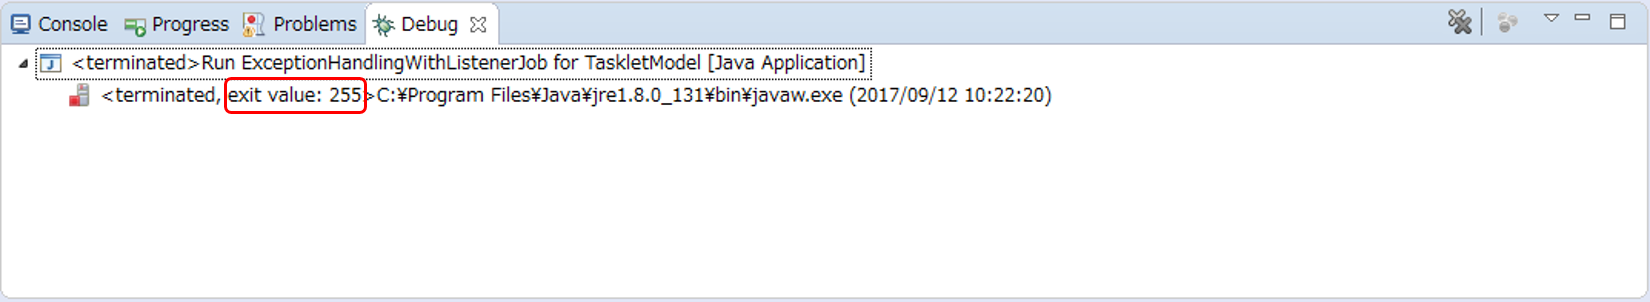 Console Progress Problems Debug
<terminated>Run ExceptionHandlingWithListenerJob for TaskletModel [Java Application]
<terminated, exit value: 255>C:¥Program Files¥Java¥jre1.8.0_131¥bin¥javaw.exe (2017/09/12 10:22:20)